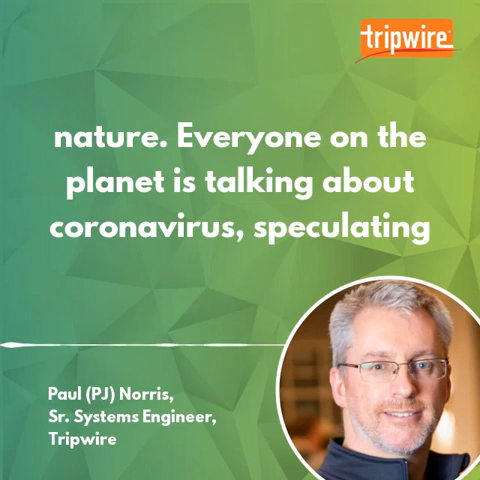 tripwire
nature. Everyone on the
planet is talking about
coronavirus, speculating
Paul (PJ) Norris,
Sr. Systems Engineer,
Tripwire